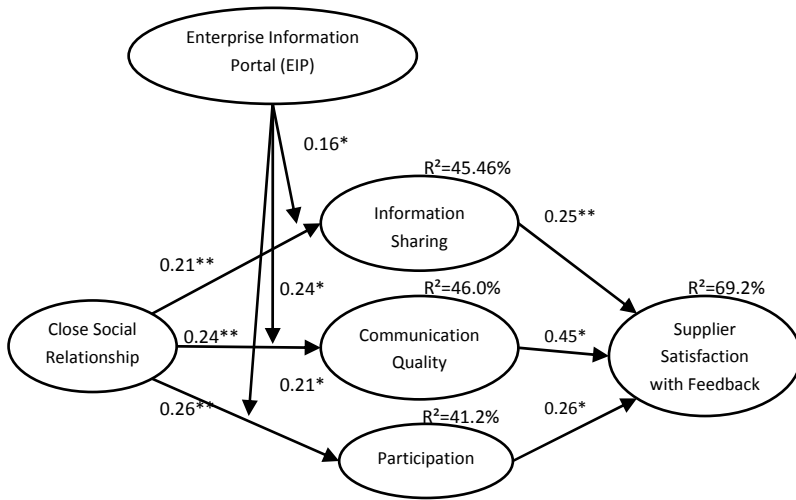 Enterprise Information
Portal (EIP)
0.16*
R²=45.46%
Information
Sharing
0.25**
0.21**
0.24*
R²=46.0%
R²=69.2%
Close Social
Relationship
0.24**
Communication
Quality
0.45*
Supplier
Satisfaction
with Feedback
0.21*
0.26**
R²=41.2%
0.26*
Participation